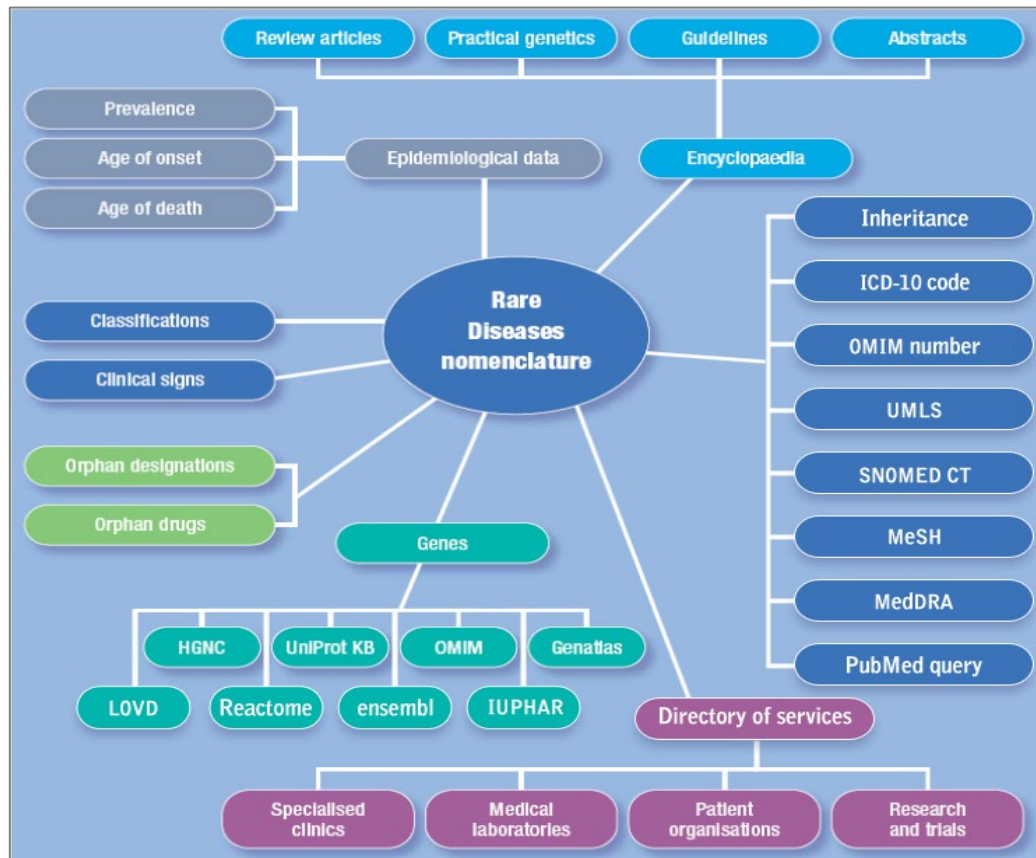 Review articles
Practical genetics
Guidelines
Abstracts
Prevalence
Age of onset
Age of death
Epidemiological data
Encyclopaedia
Inheritance
ICD-10 code
OMIM number
UMLS
SNOMED CT
MeSH
MedDRA
PubMed query
Rare
Diseases
nomenclature
Classifications
Clinical signs
Orphan designations
Orphan drugs
Genes
HGNC
UniProt KB
OMIM
Genatlas
LOVD
Reactome
ensembl
IUPHAR
Directory of services
Specialised
clinics
Medical
laboratories
Patient
organisations
Research
and trials